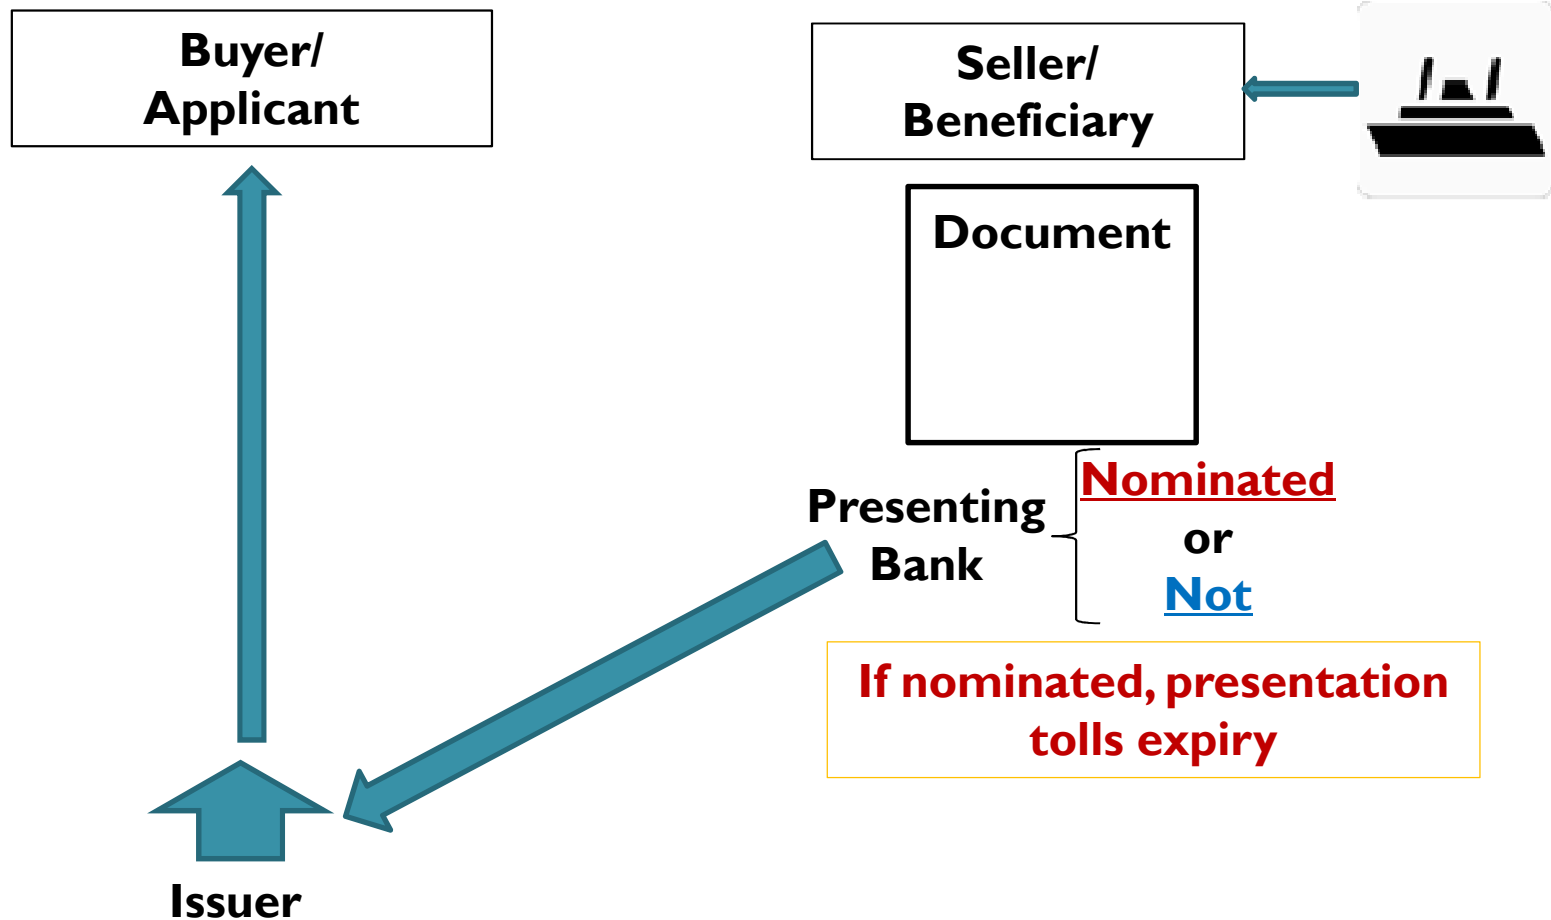 Buyer/
Applicant
Seller/
Beneficiary
Document
Presenting
Bank
Nominated
or
Not
If nominated, presentation
tolls expiry
Issuer